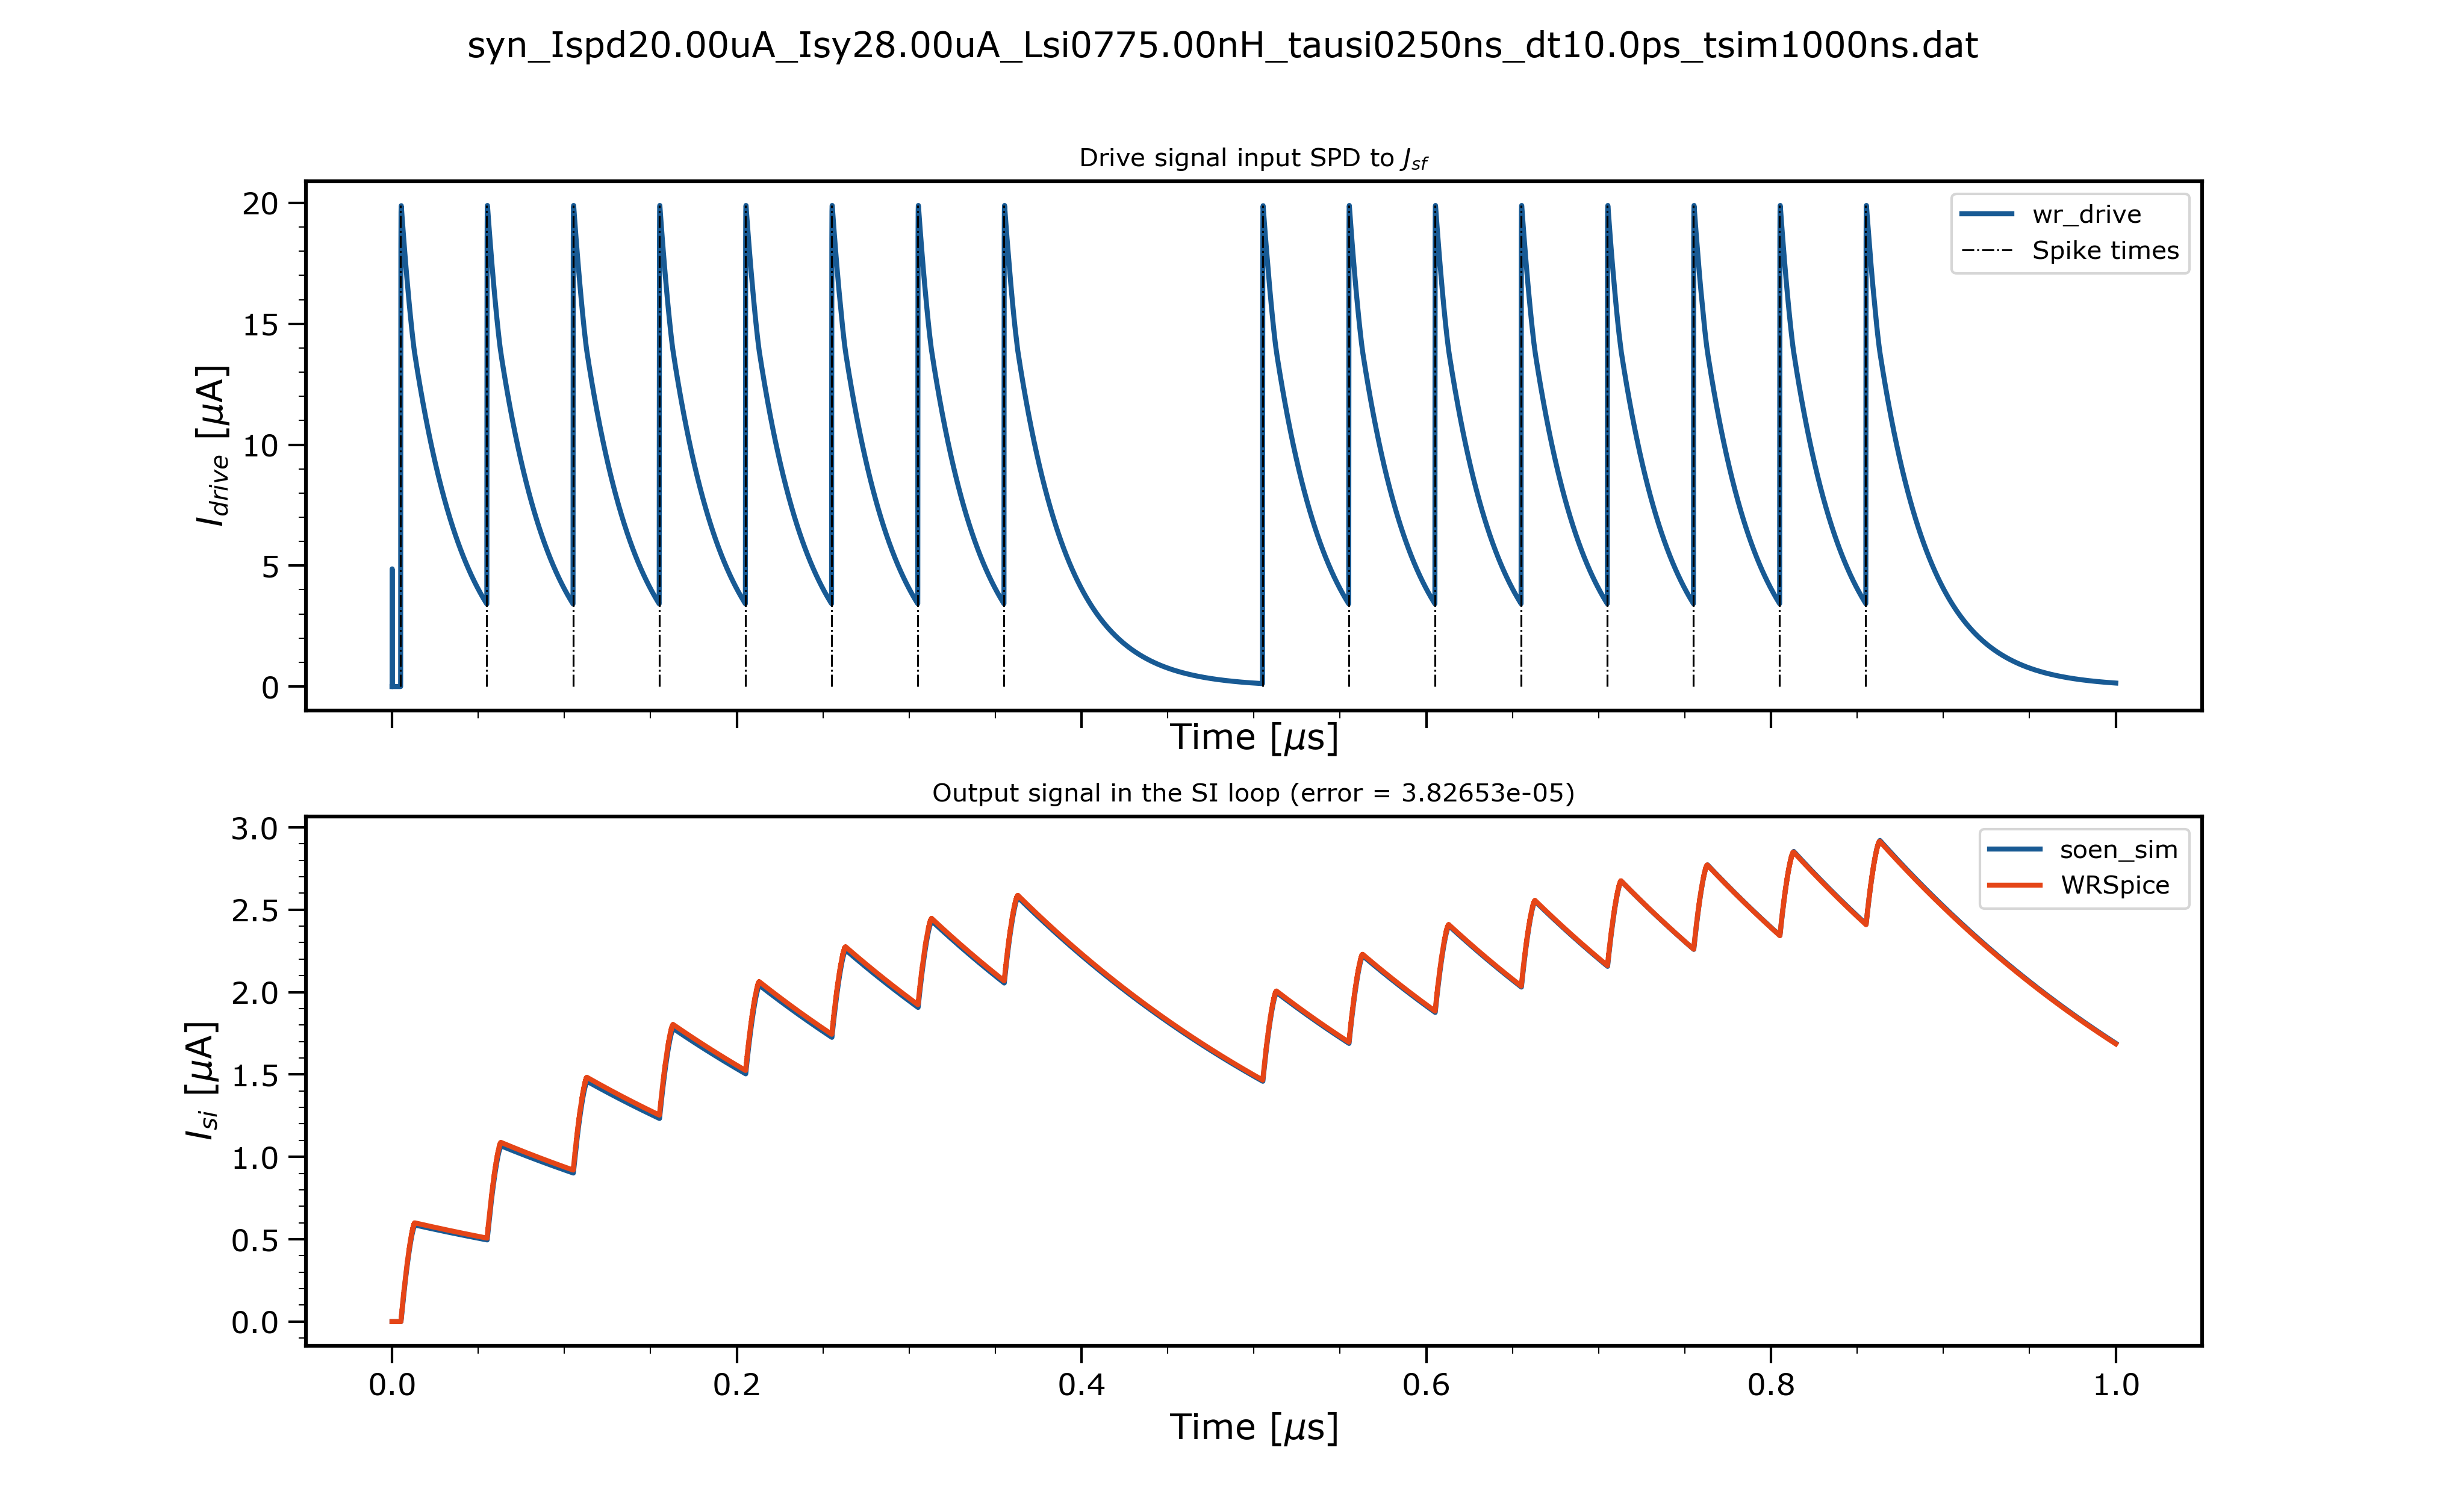 syn_Ispd20.00uA_Isy28.00uA_Lsi0775.00nH_tausi0250ns_dt10.0ps_tsim1000ns.dat
Drive signal input SPD to J_sf
I_drive [μA]
20
15
10
5
0
wr_drive
Spike times
Time [μs]
Output signal in the SI loop (error = 3.82653e-05)
I_si [μA]
3.0
2.5
2.0
1.5
1.0
0.5
0.0
soen_sim
WRSpice
0.0 0.2 0.4 0.6 0.8 1.0
Time [μs]